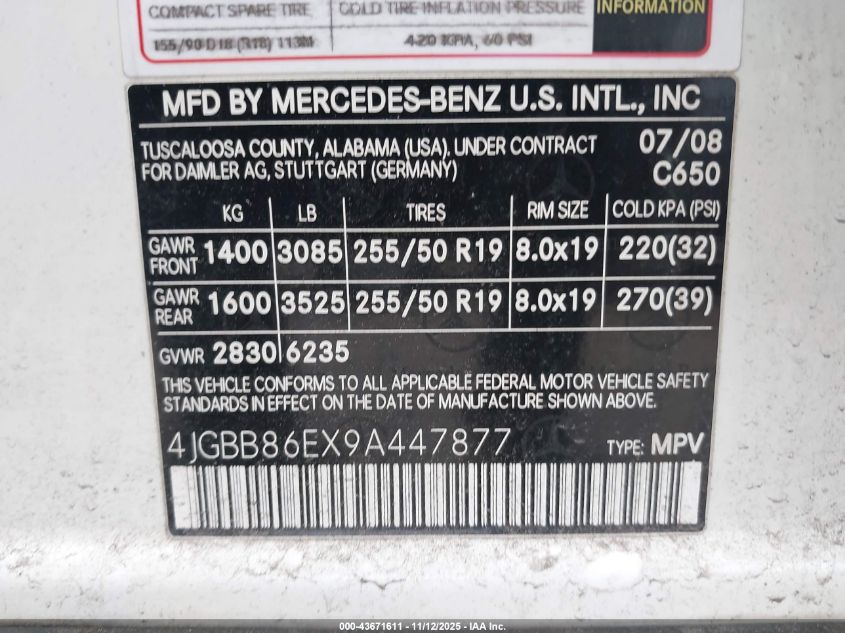 COMPACT SPARE TIRE COLD TIRE INFLATION PRESSURE INFORMATION
155/90 D18 (R18) 113M 420 KPA, 60 PSI
MFD BY MERCEDES-BENZ U.S. INTL., INC
TUSCALOOSA COUNTY, ALABAMA (USA). UNDER CONTRACT 07/08
FOR DAIMLER AG, STUTTGART (GERMANY) C650
KG LB TIRES RIM SIZE COLD KPA (PSI)
GAWR FRONT 1400 3085 255/50 R19 8.0x19 220(32)
GAWR REAR 1600 3525 255/50 R19 8.0x19 270(39)
GVWR 2830 6235
THIS VEHICLE CONFORMS TO ALL APPLICABLE FEDERAL MOTOR VEHICLE SAFETY
STANDARDS IN EFFECT ON THE DATE OF MANUFACTURE SHOWN ABOVE.
4JGBB86EX9A447877 TYPE: MPV
000-43671611 - 11/12/2025 - IAA Inc.